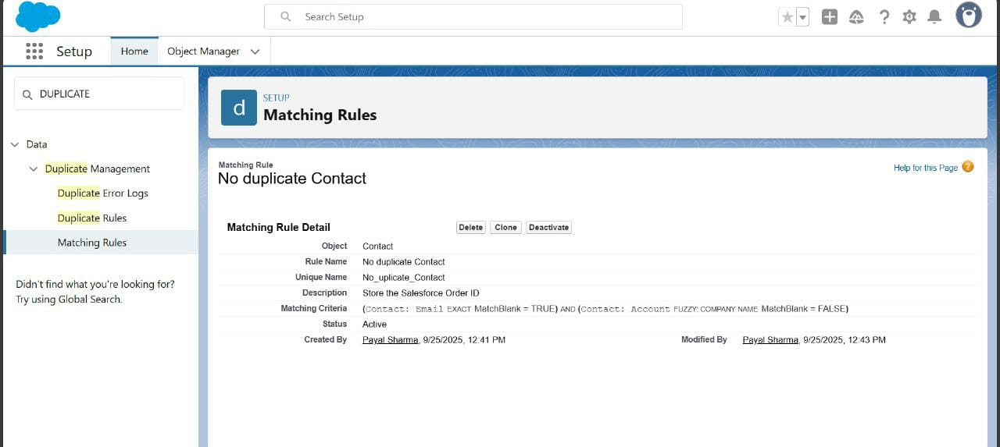 Search Setup
Setup
Home
Object Manager
DUPLICATE
Data
Duplicate Management
Duplicate Error Logs
Duplicate Rules
Matching Rules
Didn't find what you're looking for?
Try using Global Search.
d
SETUP
Matching Rules
Matching Rule
No duplicate Contact
Help for this Page ?
Matching Rule Detail Delete Clone Deactivate
Object Contact
Rule Name No duplicate Contact
Unique Name No_uplicate_Contact
Description Store the Salesforce Order ID
Matching Criteria (Contact: Email EXACT MatchBlank = TRUE) AND (Contact: Account FUZZY: COMPANY NAME MatchBlank = FALSE)
Status Active
Created By Payal Sharma, 9/25/2025, 12:41 PM Modified By Payal Sharma, 9/25/2025, 12:43 PM